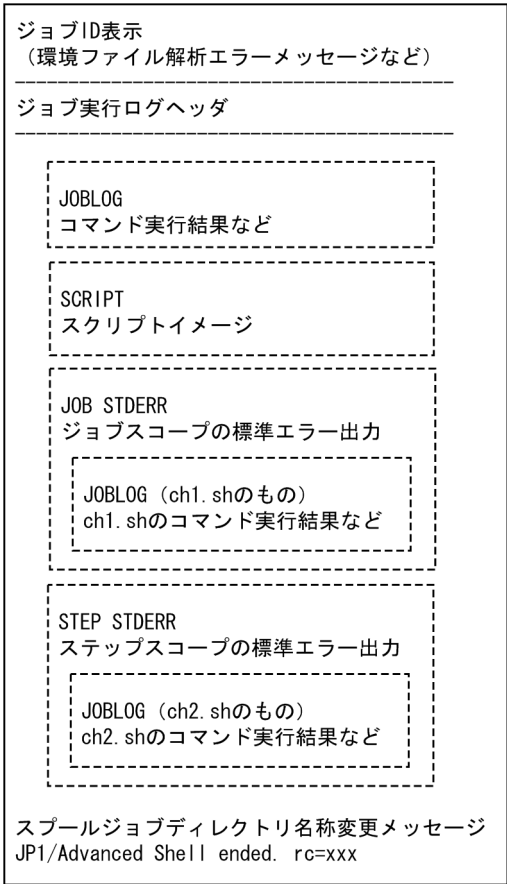 ジョブID表示
（環境ファイル解析エラーメッセージなど）
ジョブ実行ログヘッダ
JOBLOG
コマンド実行結果など
SCRIPT
スクリプトイメージ
JOB STDERR
ジョブスコープの標準エラー出力
JOBLOG（ch1.shのもの）
ch1.shのコマンド実行結果など
STEP STDERR
ステップスコープの標準エラー出力
JOBLOG（ch2.shのもの）
ch2.shのコマンド実行結果など
スプールジョブディレクトリ名称変更メッセージ
JP1/Advanced Shell ended. rc=xxx